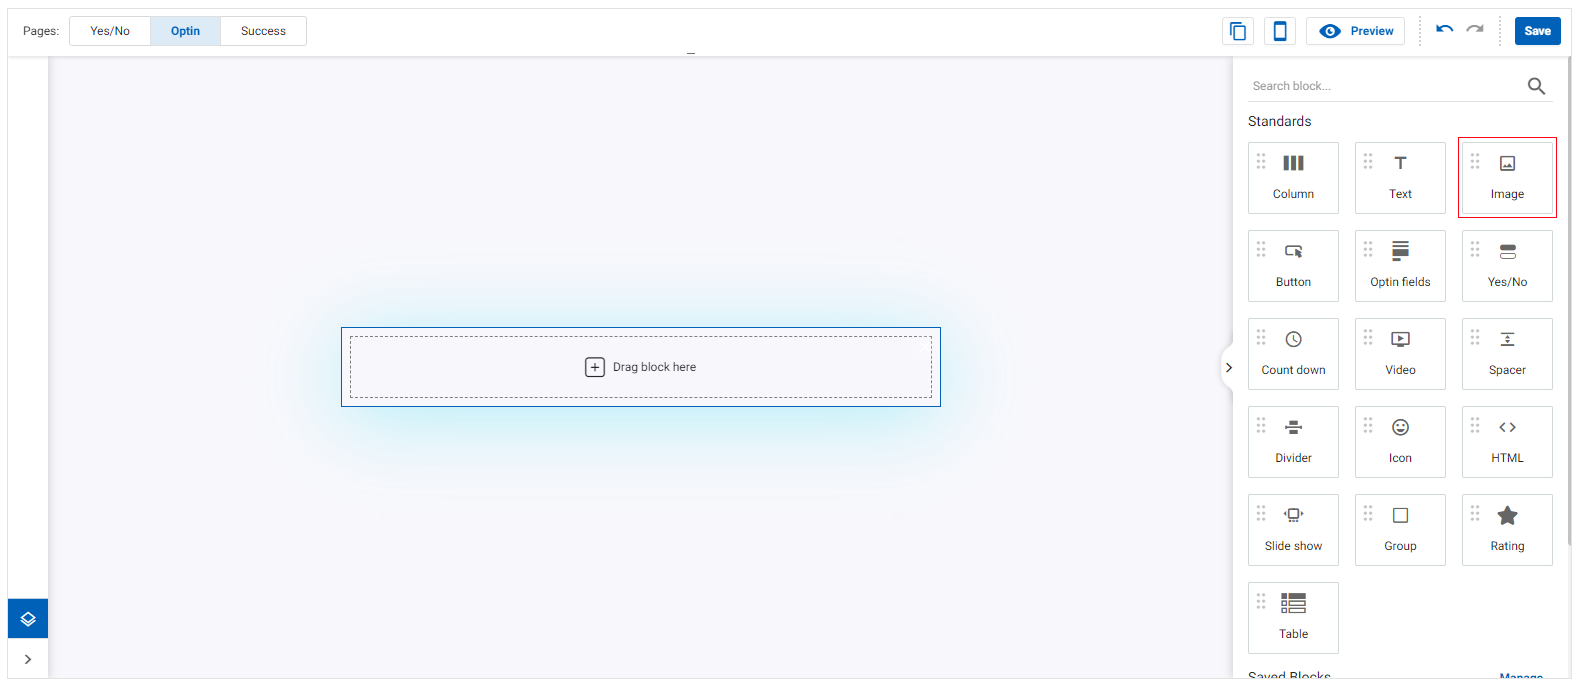 Pages: Yes/No Optin Success Preview Save
Search block...
Standards
Column Text Image
Button Optin fields Yes/No
Drag block here
Count down Video Spacer
Divider Icon HTML
Slide show Group Rating
Table
Saved Blocks Manage